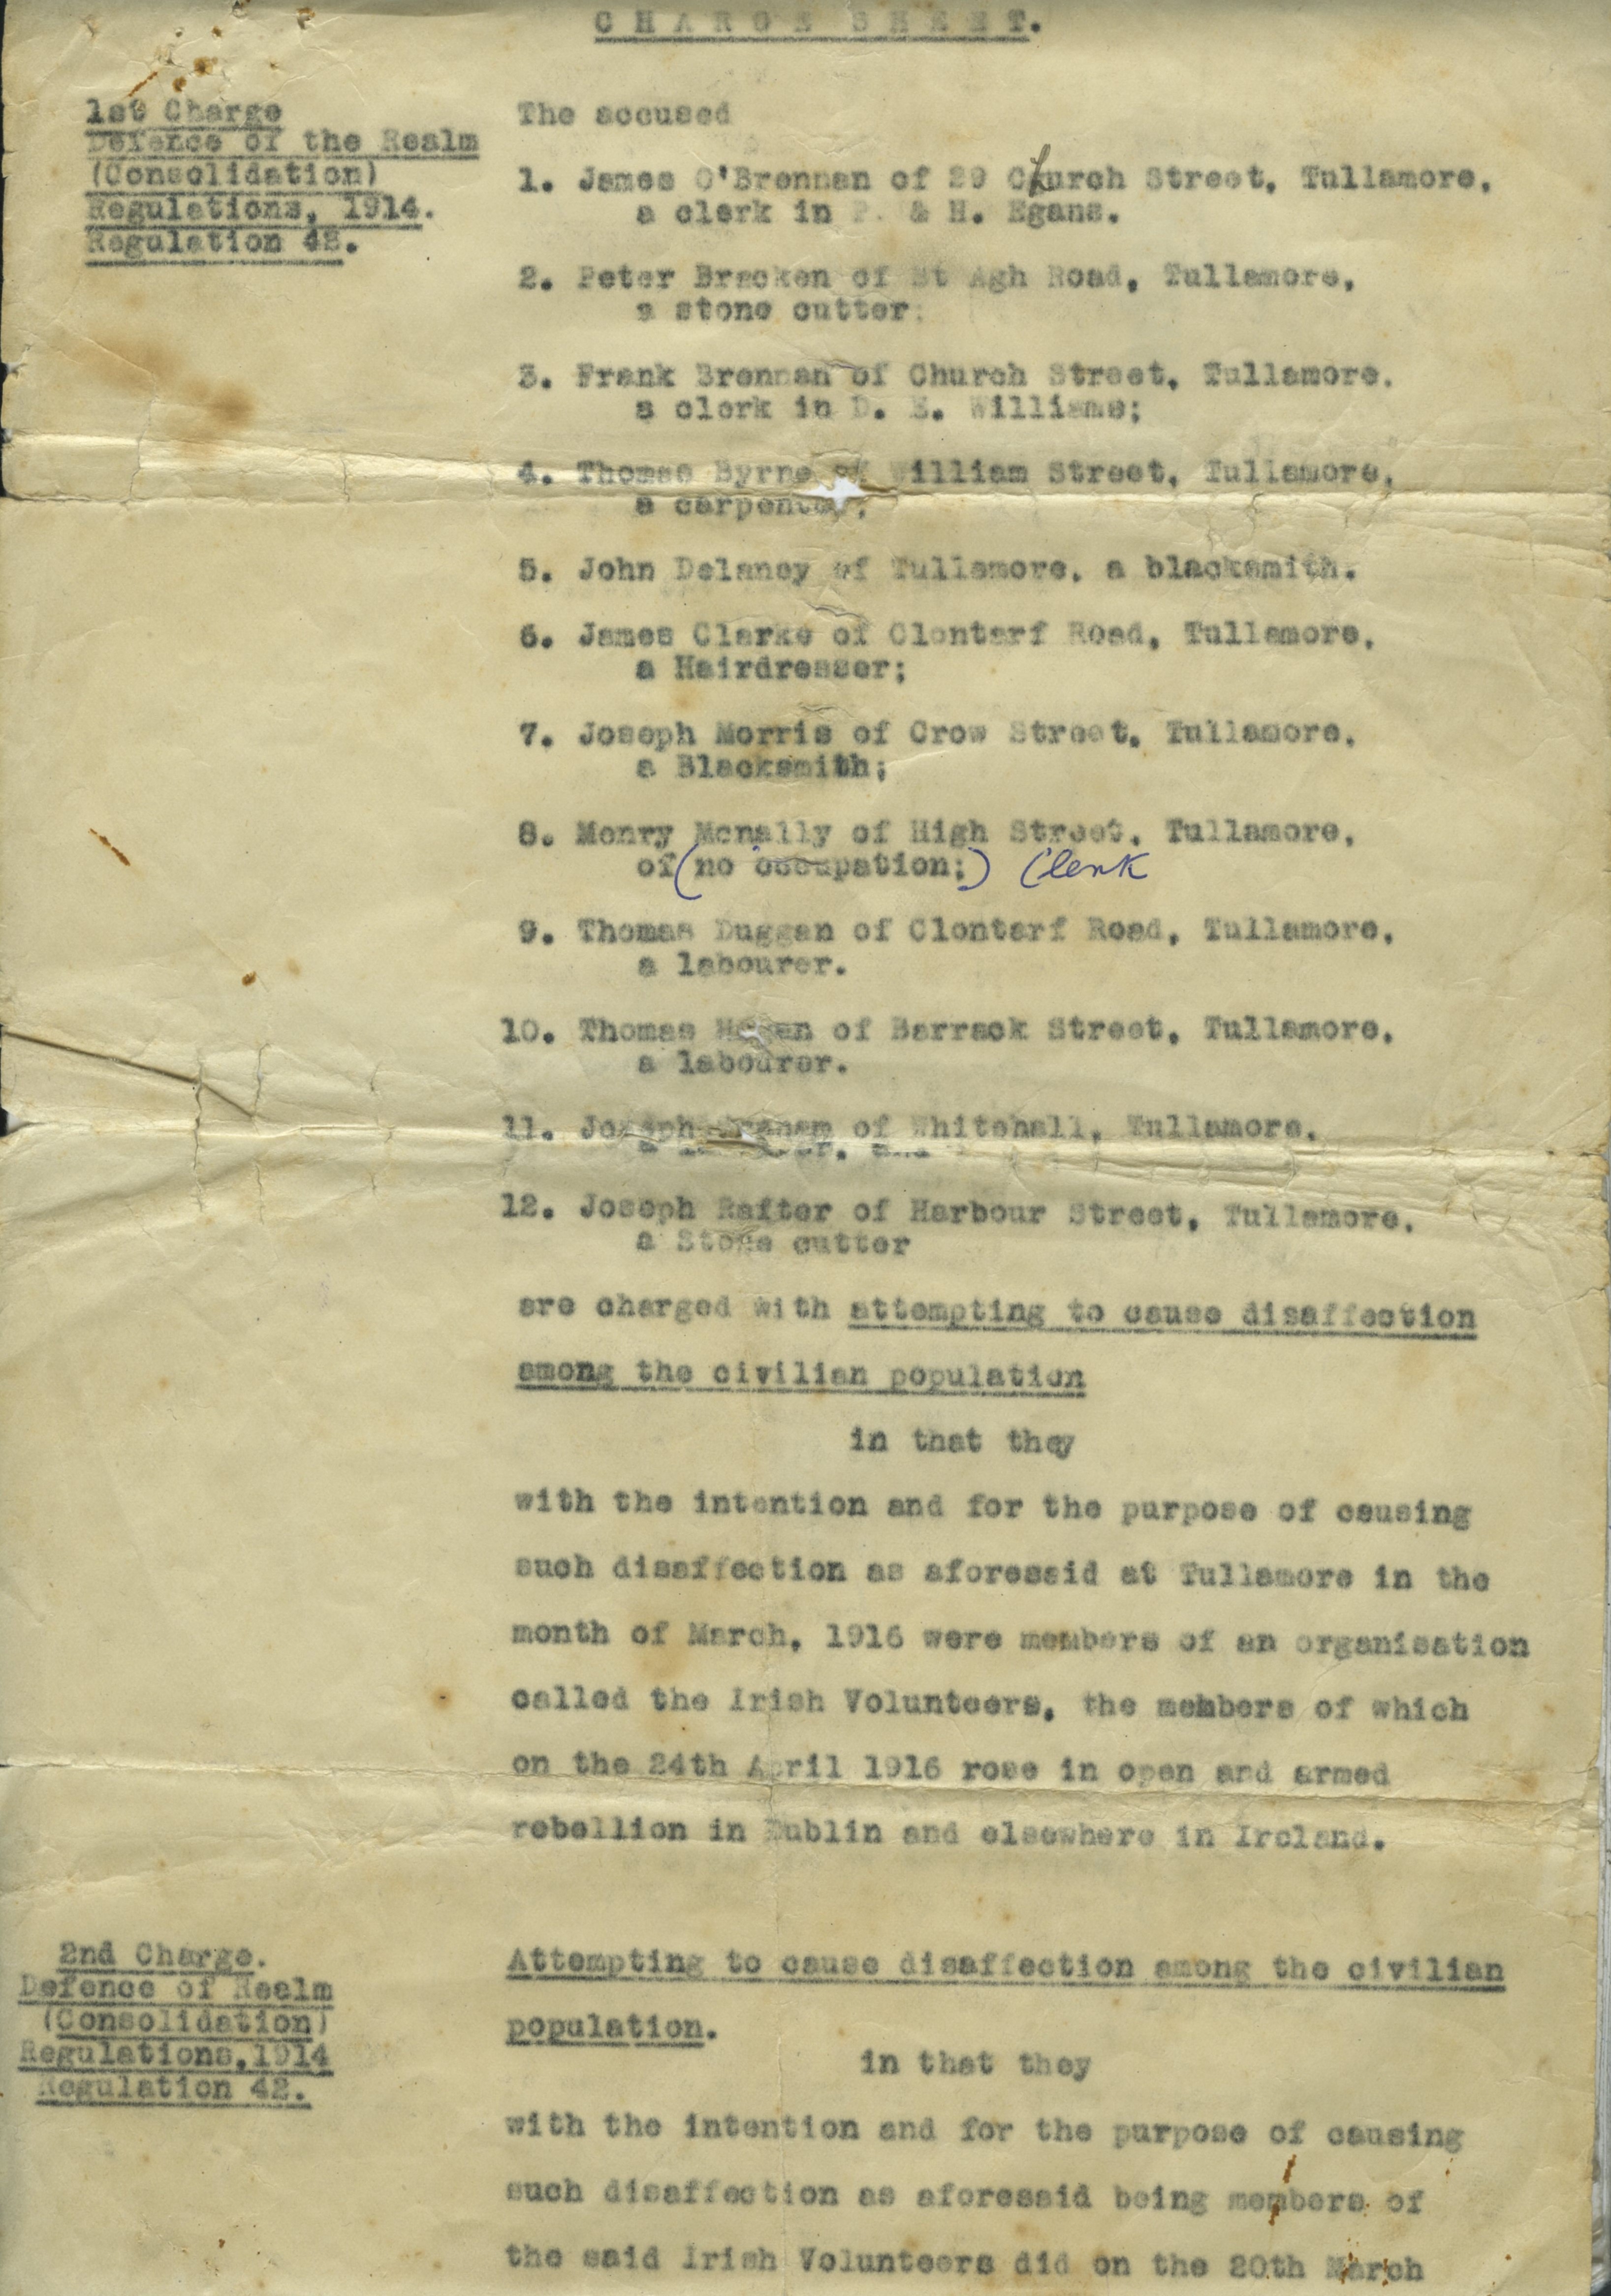 CHARGE SHEET.
1st Charge
Defence of the Realm
(Consolidation)
Regulations, 1914.
Regulation 42.
The accused
1. James O'Brennan of 29 Church Street, Tullamore,
a clerk in P. & H. Egans.
2. Peter Bracken of St Agh Road, Tullamore,
a stone cutter;
3. Frank Brennan of Church Street, Tullamore,
a clerk in D. E. Williams;
4. Thomas Byrne of William Street, Tullamore,
a carpenter;
5. John Delaney of Tullamore, a blacksmith.
6. James Clarke of Clontarf Road, Tullamore,
a Hairdresser;
7. Joseph Morris of Crow Street, Tullamore,
a Blacksmith;
8. Menry Mcnally of High Street, Tullamore,
of (no occupation;) Clerk
9. Thomas Duggan of Clontarf Road, Tullamore,
a labourer.
10. Thomas of Barrack Street, Tullamore,
a labourer.
11. Joseph Graham of Whitehall, Tullamore,
a and
12. Joseph Rafter of Harbour Street, Tullamore,
a Stone cutter
are charged with attempting to cause disaffection
among the civilian population
in that they
with the intention and for the purpose of causing
such disaffection as aforesaid at Tullamore in the
month of March, 1916 were members of an organisation
called the Irish Volunteers, the members of which
on the 24th April 1916 rose in open and armed
rebellion in Dublin and elsewhere in Ireland.
2nd Charge.
Defence of Realm
(Consolidation)
Regulations,1914
Regulation 42.
Attempting to cause disaffection among the civilian
population.
in that they
with the intention and for the purpose of causing
such disaffection as aforesaid being members of
the said Irish Volunteers did on the 20th March